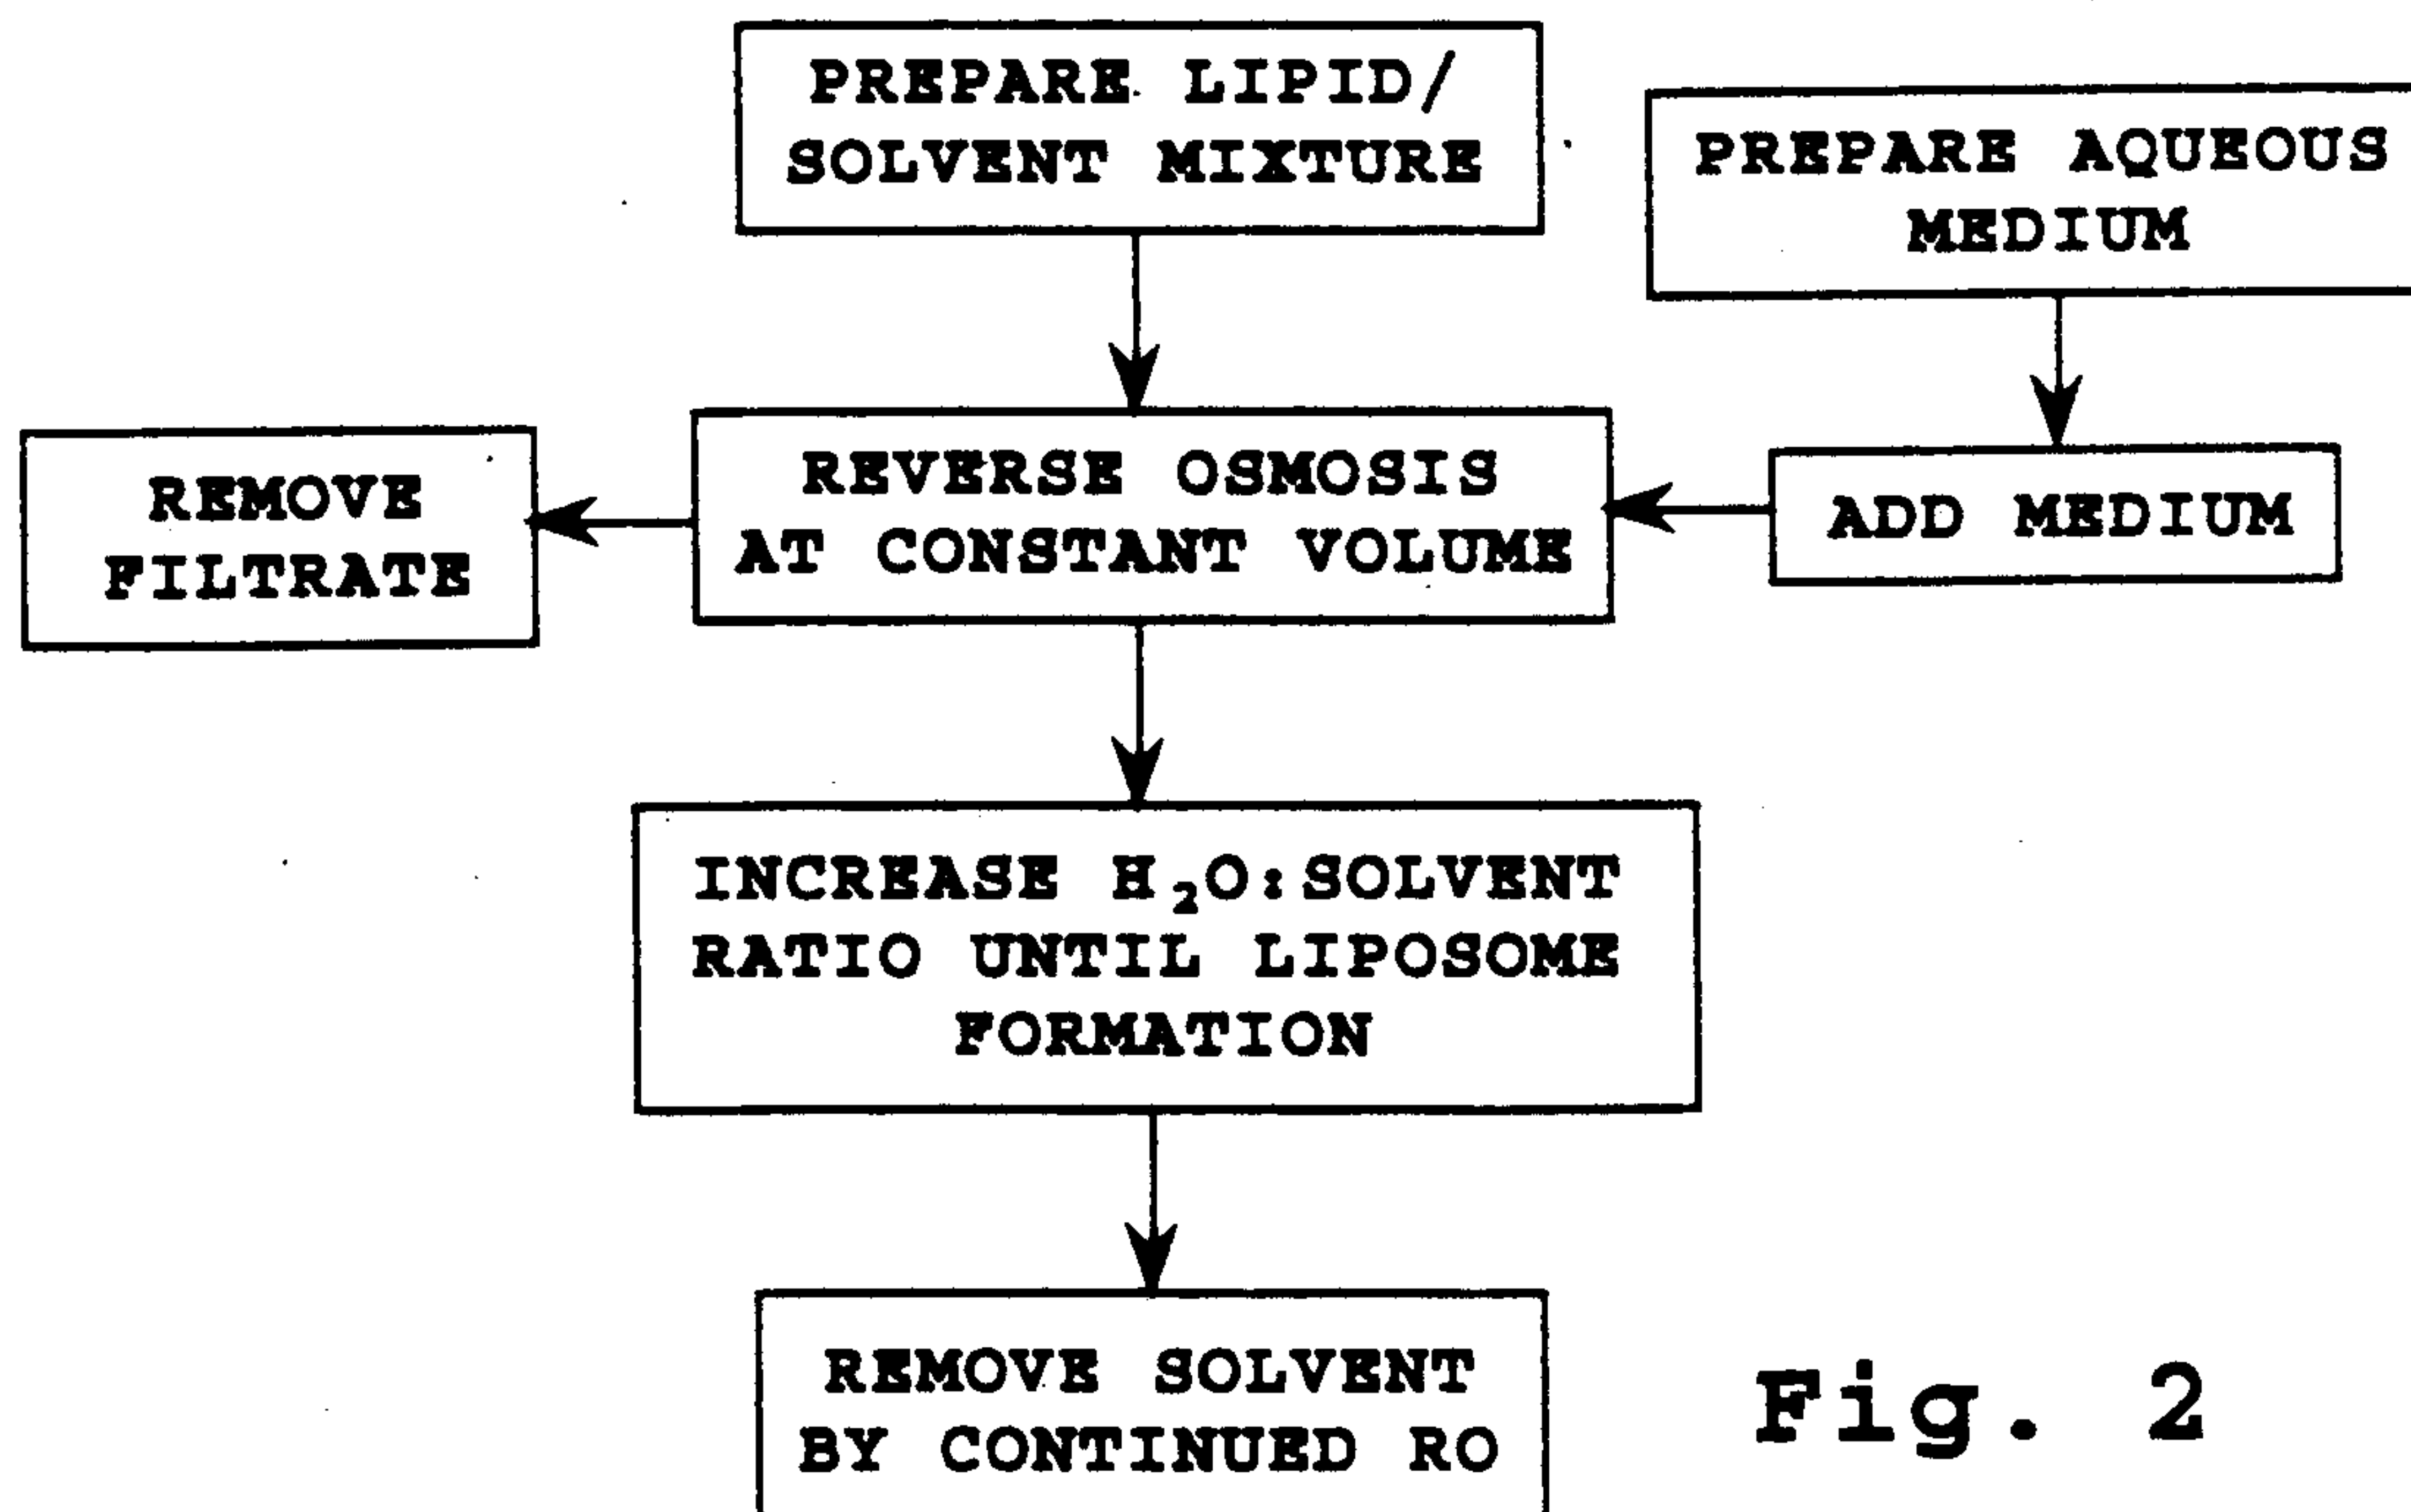 PREPARE LIPID/
SOLVENT MIXTURE
PREPARE AQUEOUS
MEDIUM
REMOVE
FILTRATE
REVERSE OSMOSIS
AT CONSTANT VOLUME
ADD MEDIUM
INCREASE H₂O:SOLVENT
RATIO UNTIL LIPOSOME
FORMATION
REMOVE SOLVENT
BY CONTINUED RO
Fig. 2